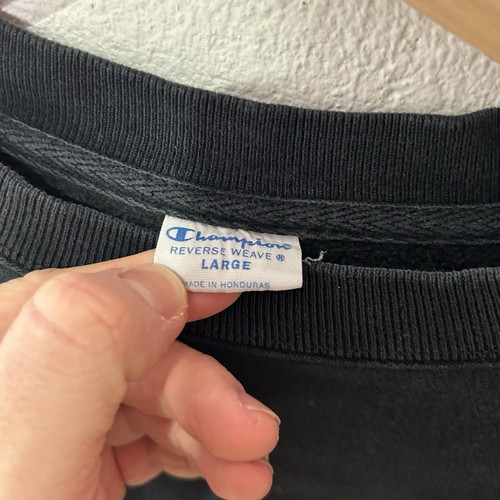 Champion
REVERSE WEAVE ®
LARGE
MADE IN HONDURAS